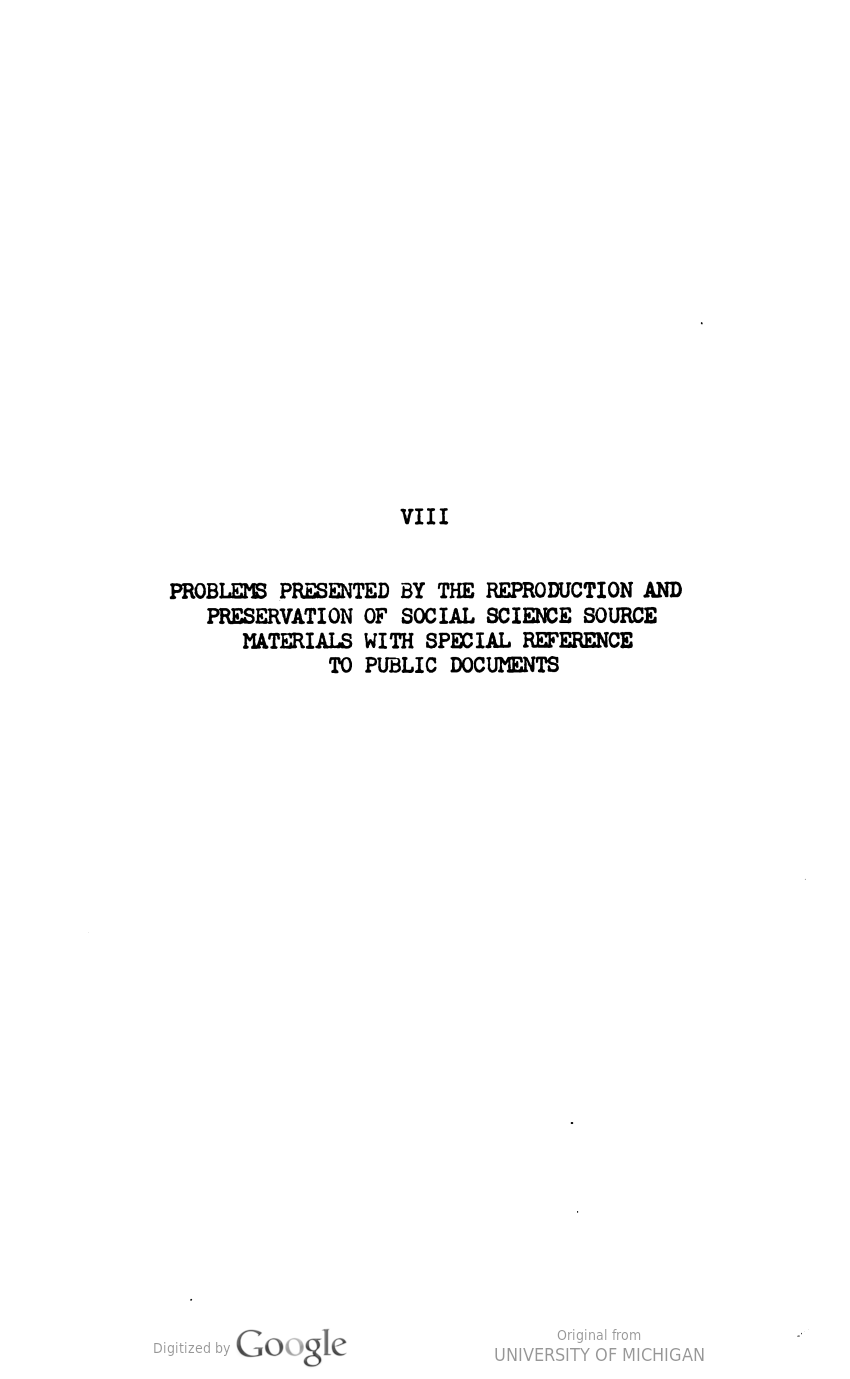 VIII
PROBLEMS PRESENTED BY THE REPRODUCTION AND
PRESERVATION OF SOCIAL SCIENCE SOURCE
MATERIALS WITH SPECIAL REFERENCE
TO PUBLIC DOCUMENTS
Digitized by Google
Original from
UNIVERSITY OF MICHIGAN